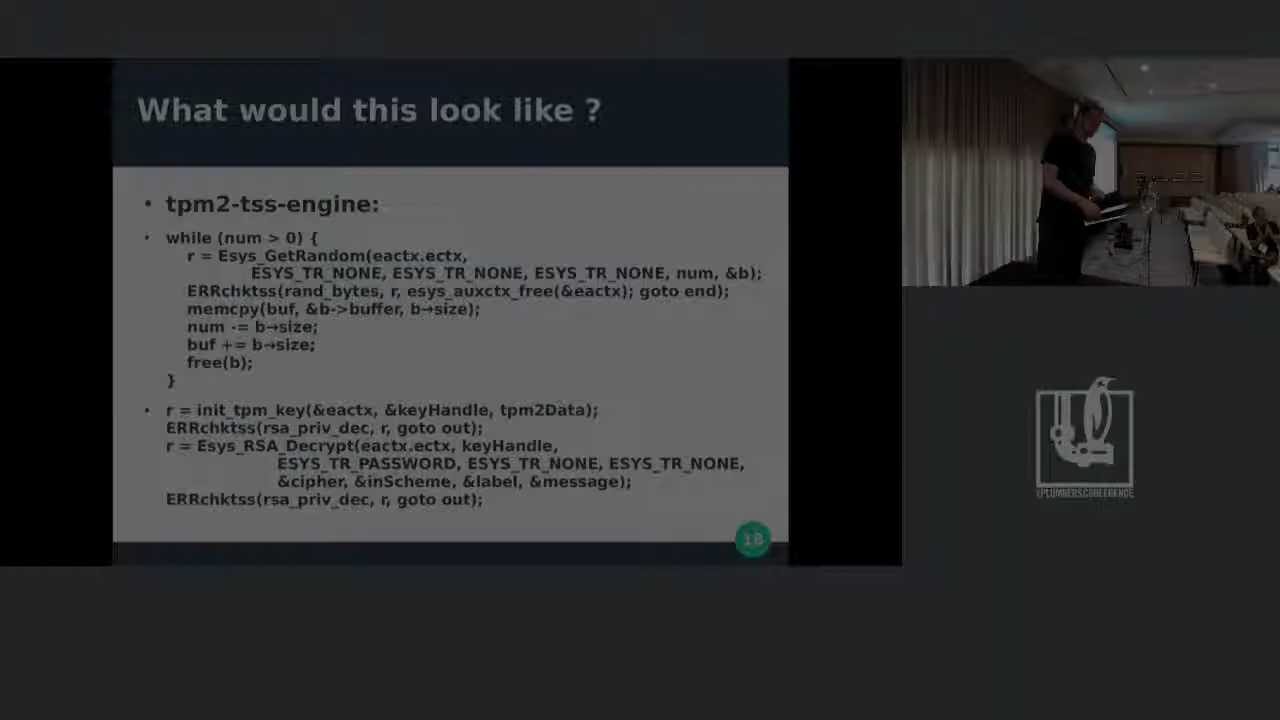 What would this look like ?
• tpm2-tss-engine:
• while (num > 0) {
r = Esys_GetRandom(eactx.ectx,
ESYS_TR_NONE, ESYS_TR_NONE, ESYS_TR_NONE, num, &b);
ERRchktss(rand_bytes, r, esys_auxctx_free(&eactx); goto end);
memcpy(buf, &b->buffer, b→size);
num -= b→size;
buf += b→size;
free(b);
}
• r = init_tpm_key(&eactx, &keyHandle, tpm2Data);
ERRchktss(rsa_priv_dec, r, goto out);
r = Esys_RSA_Decrypt(eactx.ectx, keyHandle,
ESYS_TR_PASSWORD, ESYS_TR_NONE, ESYS_TR_NONE,
&cipher, &inScheme, &label, &message);
ERRchktss(rsa_priv_dec, r, goto out);
18
#PLUMBERSCONFERENCE